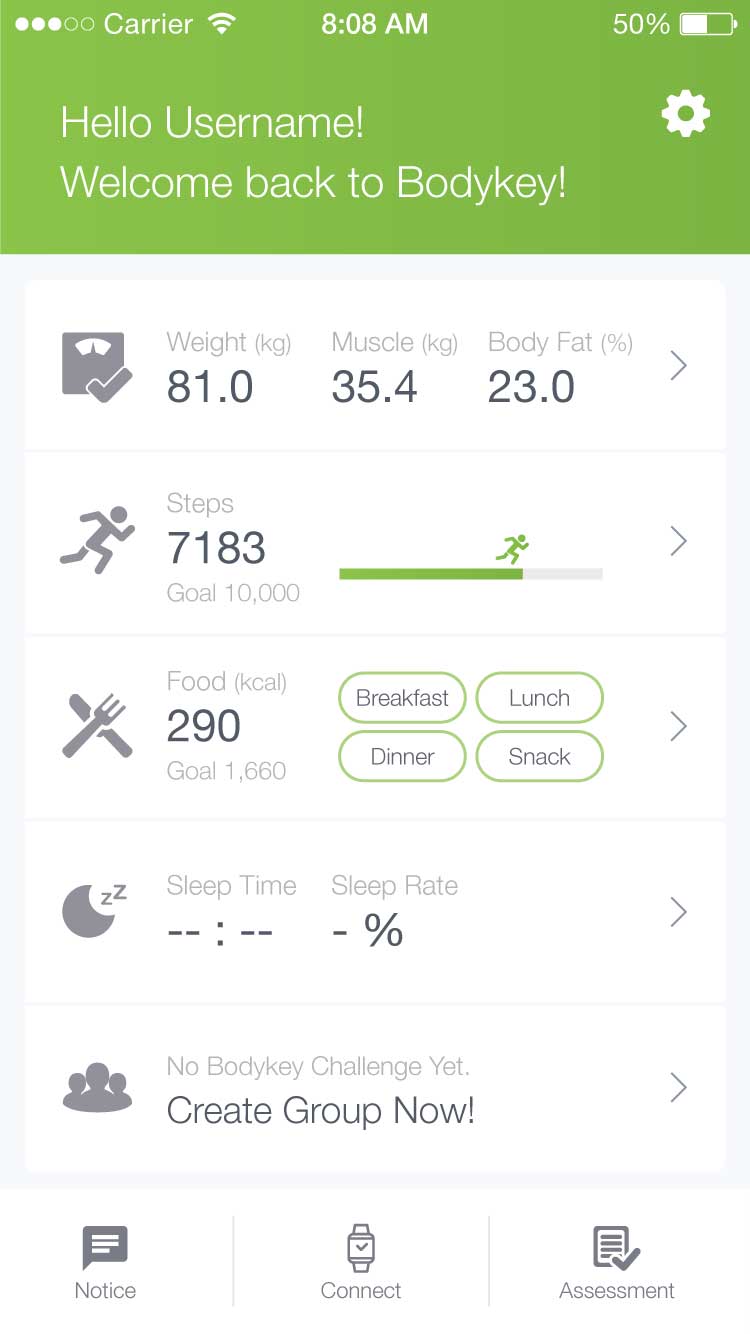 Carrier 8:08 AM 50%
Hello Username!
Welcome back to Bodykey!
Weight (kg) Muscle (kg) Body Fat (%)
81.0 35.4 23.0
Steps
7183
Goal 10,000
Food (kcal)
290
Goal 1,660
Breakfast Lunch
Dinner Snack
Sleep Time Sleep Rate
-- : -- - %
zz
No Bodykey Challenge Yet.
Create Group Now!
Notice Connect Assessment